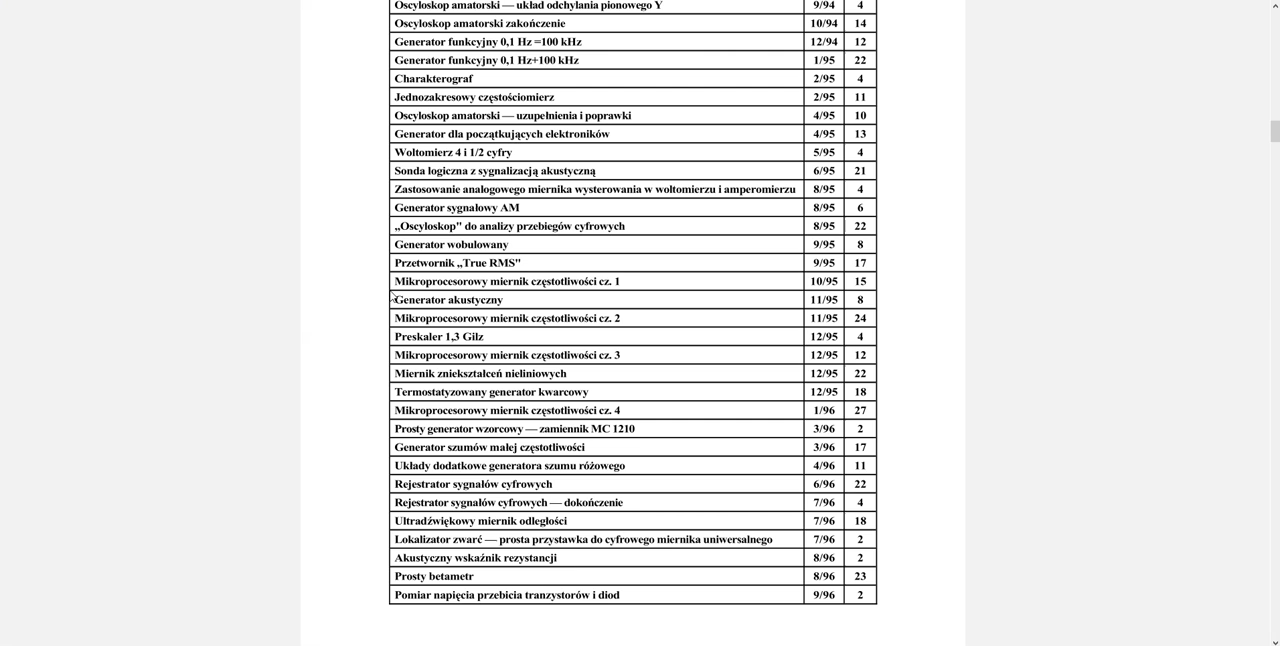 Oscyloskop amatorski — układ odchylania pionowego Y 9/94 4
Oscyloskop amatorski zakończenie 10/94 14
Generator funkcyjny 0,1 Hz =100 kHz 12/94 12
Generator funkcyjny 0,1 Hz+100 kHz 1/95 22
Charakterograf 2/95 4
Jednozakresowy częstościomierz 2/95 11
Oscyloskop amatorski — uzupełnienia i poprawki 4/95 10
Generator dla początkujących elektroników 4/95 13
Woltomierz 4 i 1/2 cyfry 5/95 4
Sonda logiczna z sygnalizacją akustyczną 6/95 21
Zastosowanie analogowego miernika wysterowania w woltomierzu i amperomierzu 8/95 4
Generator sygnałowy AM 8/95 6
„Oscyloskop" do analizy przebiegów cyfrowych 8/95 22
Generator wobulowany 9/95 8
Przetwornik „True RMS" 9/95 17
Mikroprocesorowy miernik częstotliwości cz. 1 10/95 15
Generator akustyczny 11/95 8
Mikroprocesorowy miernik częstotliwości cz. 2 11/95 24
Preskaler 1,3 Gilz 12/95 4
Mikroprocesorowy miernik częstotliwości cz. 3 12/95 12
Miernik zniekształceń nieliniowych 12/95 22
Termostatyzowany generator kwarcowy 12/95 18
Mikroprocesorowy miernik częstotliwości cz. 4 1/96 27
Prosty generator wzorcowy — zamiennik MC 1210 3/96 2
Generator szumów małej częstotliwości 3/96 17
Układy dodatkowe generatora szumu różowego 4/96 11
Rejestrator sygnałów cyfrowych 6/96 22
Rejestrator sygnałów cyfrowych — dokończenie 7/96 4
Ultradźwiękowy miernik odległości 7/96 18
Lokalizator zwarć — prosta przystawka do cyfrowego miernika uniwersalnego 7/96 2
Akustyczny wskaźnik rezystancji 8/96 2
Prosty betametr 8/96 23
Pomiar napięcia przebicia tranzystorów i diod 9/96 2